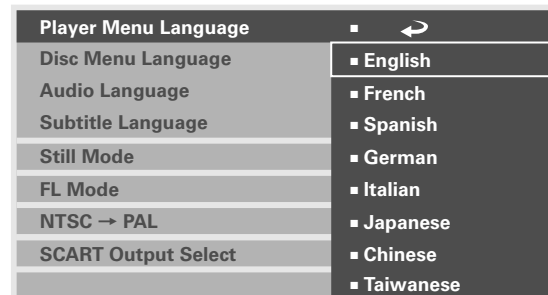 Player Menu Language
Disc Menu Language
Audio Language
Subtitle Language
Still Mode
FL Mode
NTSC → PAL
SCART Output Select
English
French
Spanish
German
Italian
Japanese
Chinese
Taiwanese